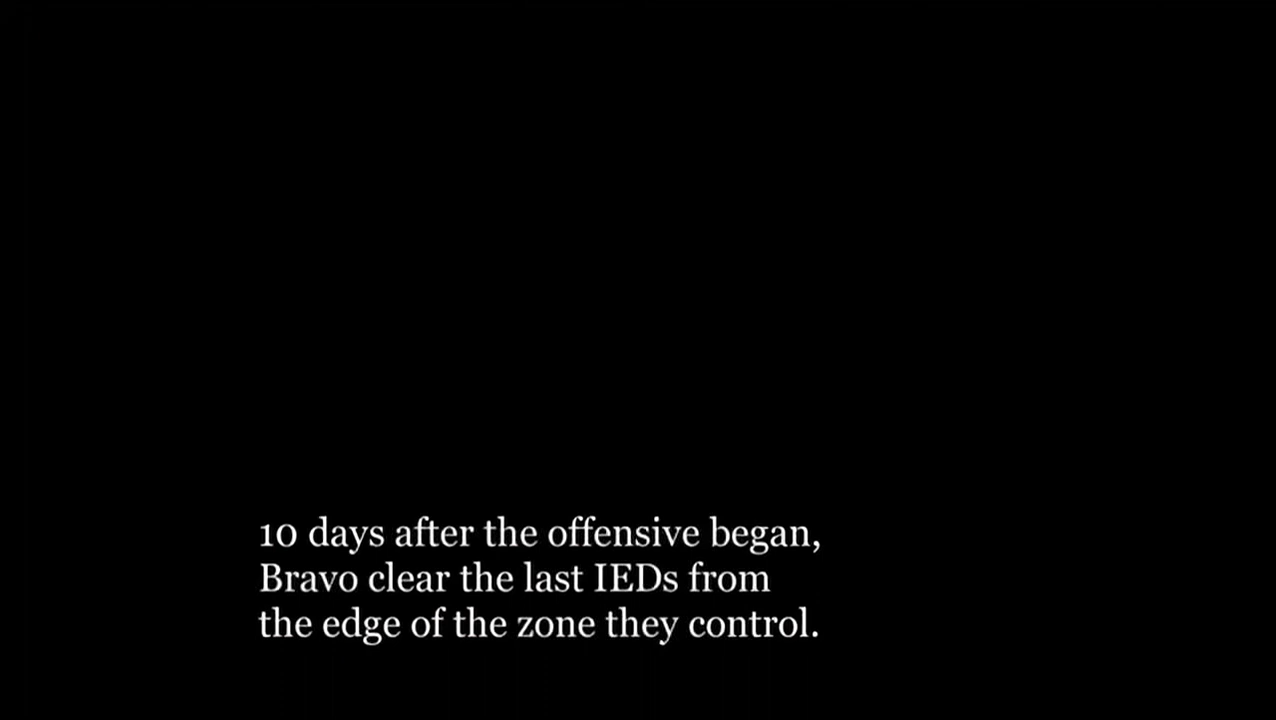 10 days after the offensive began,
Bravo clear the last IEDs from
the edge of the zone they control.